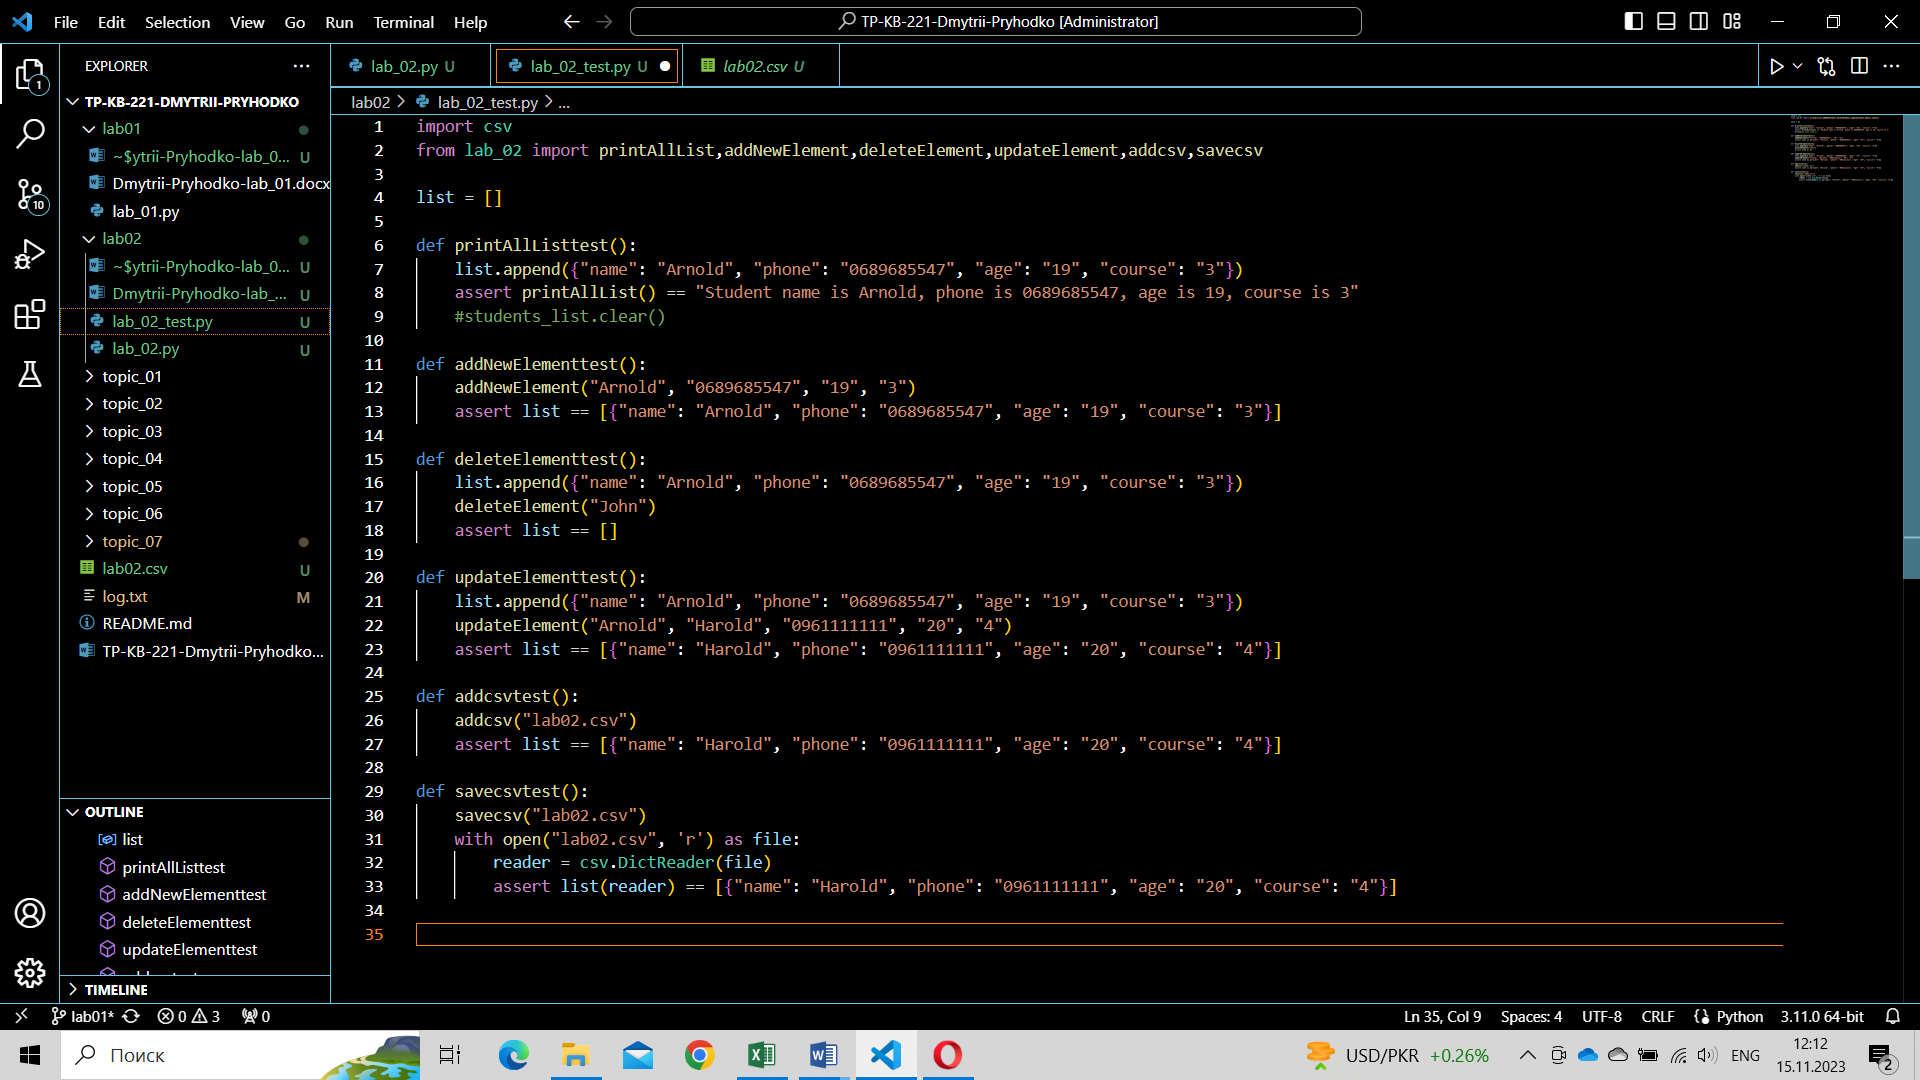 File Edit Selection View Go Run Terminal Help
TP-KB-221-Dmytrii-Pryhodko [Administrator]
EXPLORER
lab_02.py U
lab_02_test.py U
lab02.csv U
lab02 > lab_02_test.py > ...
1
10
TP-KB-221-DMYTRII-PRYHODKO
lab01
~$ytrii-Pryhodko-lab_0... U
Dmytrii-Pryhodko-lab_01.docx
lab_01.py
lab02
~$ytrii-Pryhodko-lab_0... U
Dmytrii-Pryhodko-lab_... U
lab_02_test.py U
lab_02.py U
topic_01
topic_02
topic_03
topic_04
topic_05
topic_06
topic_07
lab02.csv U
log.txt M
README.md
TP-KB-221-Dmytrii-Pryhodko...
OUTLINE
list
printAllListtest
addNewElementtest
deleteElementtest
updateElementtest
TIMELINE
1 import csv
2 from lab_02 import printAllList,addNewElement,deleteElement,updateElement,addcsv,savecsv
3
4 list = []
5
6 def printAllListtest():
7 list.append({"name": "Arnold", "phone": "0689685547", "age": "19", "course": "3"})
8 assert printAllList() == "Student name is Arnold, phone is 0689685547, age is 19, course is 3"
9 #students_list.clear()
10
11 def addNewElementtest():
12 addNewElement("Arnold", "0689685547", "19", "3")
13 assert list == [{"name": "Arnold", "phone": "0689685547", "age": "19", "course": "3"}]
14
15 def deleteElementtest():
16 list.append({"name": "Arnold", "phone": "0689685547", "age": "19", "course": "3"})
17 deleteElement("John")
18 assert list == []
19
20 def updateElementtest():
21 list.append({"name": "Arnold", "phone": "0689685547", "age": "19", "course": "3"})
22 updateElement("Arnold", "Harold", "0961111111", "20", "4")
23 assert list == [{"name": "Harold", "phone": "0961111111", "age": "20", "course": "4"}]
24
25 def addcsvtest():
26 addcsv("lab02.csv")
27 assert list == [{"name": "Harold", "phone": "0961111111", "age": "20", "course": "4"}]
28
29 def savecsvtest():
30 savecsv("lab02.csv")
31 with open("lab02.csv", 'r') as file:
32 reader = csv.DictReader(file)
33 assert list(reader) == [{"name": "Harold", "phone": "0961111111", "age": "20", "course": "4"}]
34
35
lab01* 0 3 0
Ln 35, Col 9 Spaces: 4 UTF-8 CRLF Python 3.11.0 64-bit
Поиск
USD/PKR +0.26%
ENG
12:12
15.11.2023
2